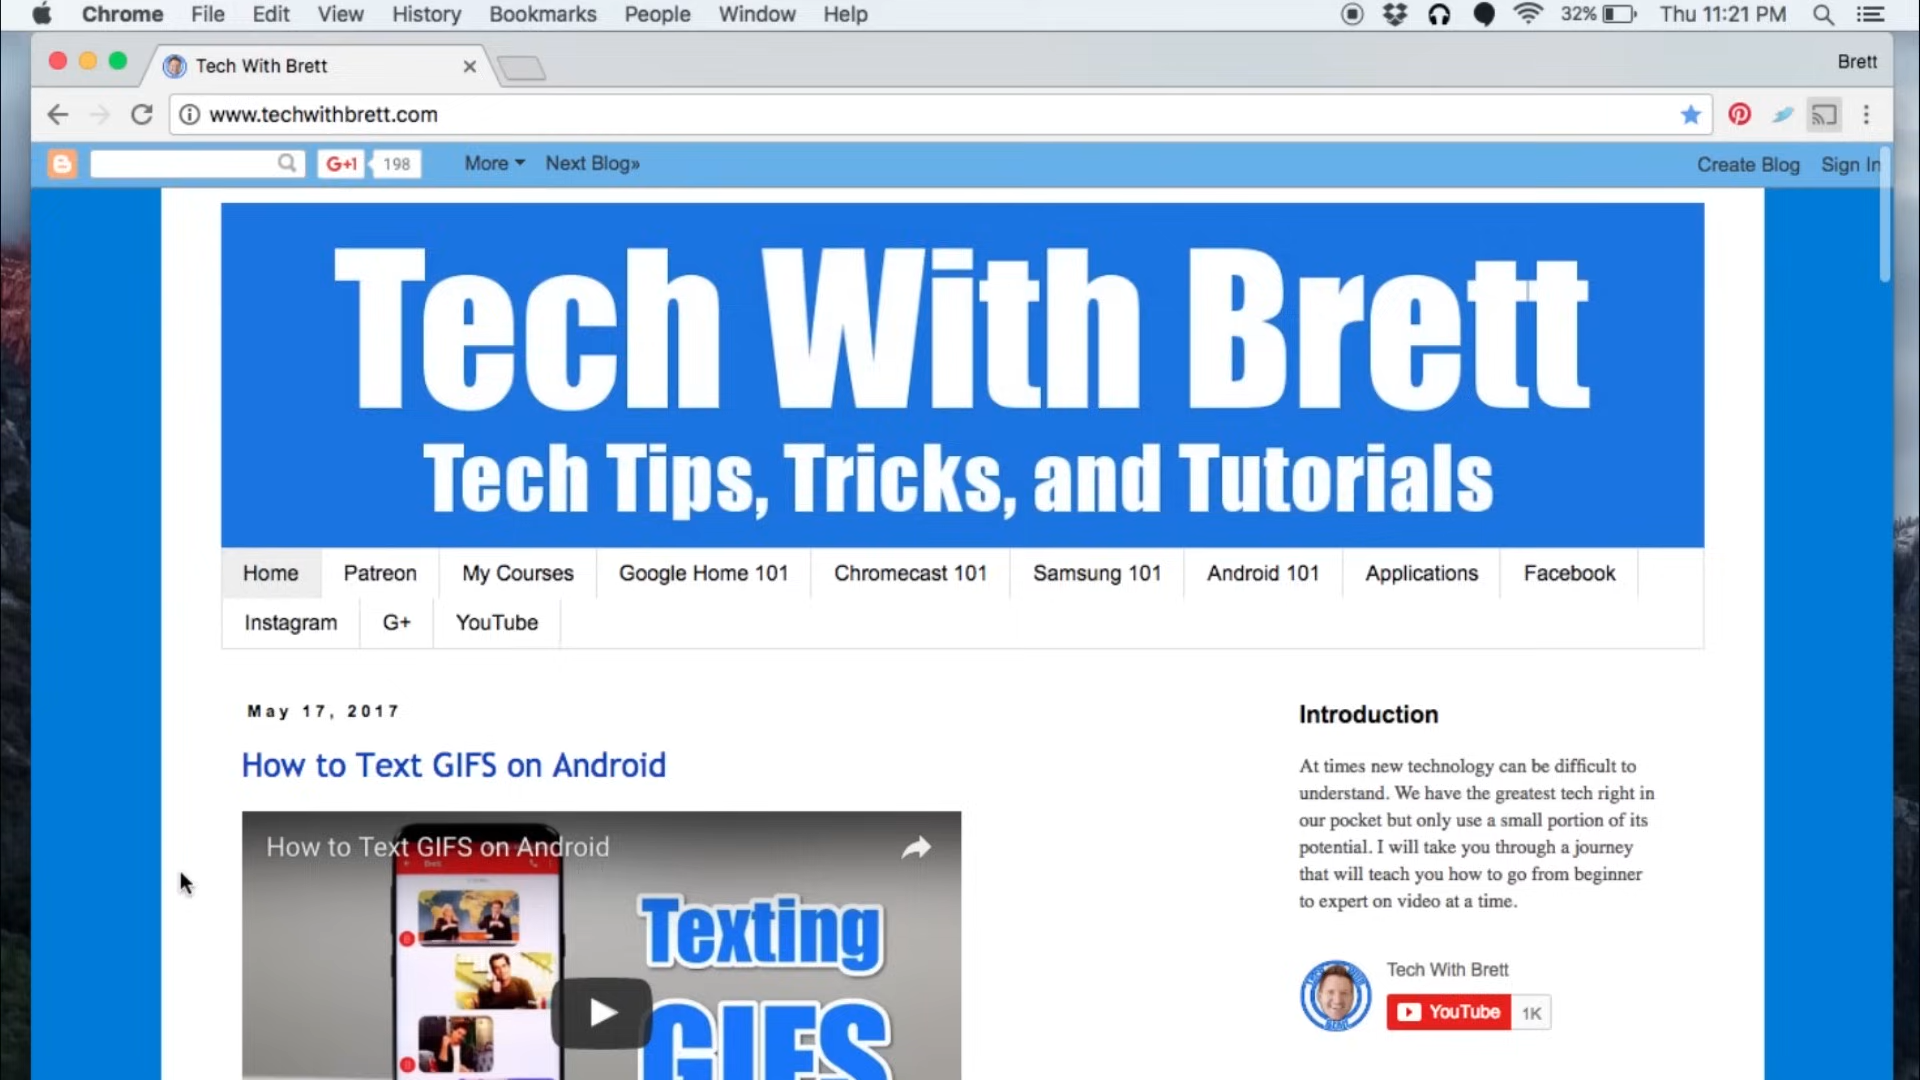 Chrome File Edit View History Bookmarks People Window Help 32% Thu 11:21 PM
Tech With Brett Brett
www.techwithbrett.com
G+1 198 More Next Blog» Create Blog Sign In
Tech With Brett
Tech Tips, Tricks, and Tutorials
Home Patreon My Courses Google Home 101 Chromecast 101 Samsung 101 Android 101 Applications Facebook
Instagram G+ YouTube
May 17, 2017
How to Text GIFS on Android
How to Text GIFS on Android
Texting
GIFS
Introduction
At times new technology can be difficult to
understand. We have the greatest tech right in
our pocket but only use a small portion of its
potential. I will take you through a journey
that will teach you how to go from beginner
to expert on video at a time.
Tech With Brett
YouTube 1K